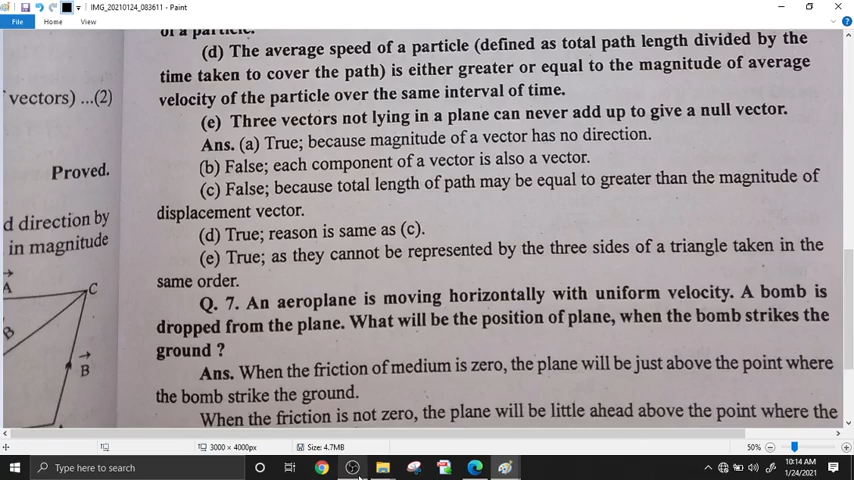 IMG_20210124_083611 - Paint
File Home View
of a particle.
(d) The average speed of a particle (defined as total path length divided by the
time taken to cover the path) is either greater or equal to the magnitude of average
velocity of the particle over the same interval of time.
(e) Three vectors not lying in a plane can never add up to give a null vector.
Ans. (a) True; because magnitude of a vector has no direction.
(b) False; each component of a vector is also a vector.
(c) False; because total length of path may be equal to greater than the magnitude of
displacement vector.
(d) True; reason is same as (c).
(e) True; as they cannot be represented by the three sides of a triangle taken in the
same order.
Q. 7. An aeroplane is moving horizontally with uniform velocity. A bomb is
dropped from the plane. What will be the position of plane, when the bomb strikes the
ground ?
Ans. When the friction of medium is zero, the plane will be just above the point where
the bomb strike the ground.
When the friction is not zero, the plane will be little ahead above the point where the
vectors) ...(2)
Proved.
d direction by
in magnitude
A
C
B
B
3000 × 4000px Size: 4.7MB 50%
Type here to search
10:14 AM
1/24/2021